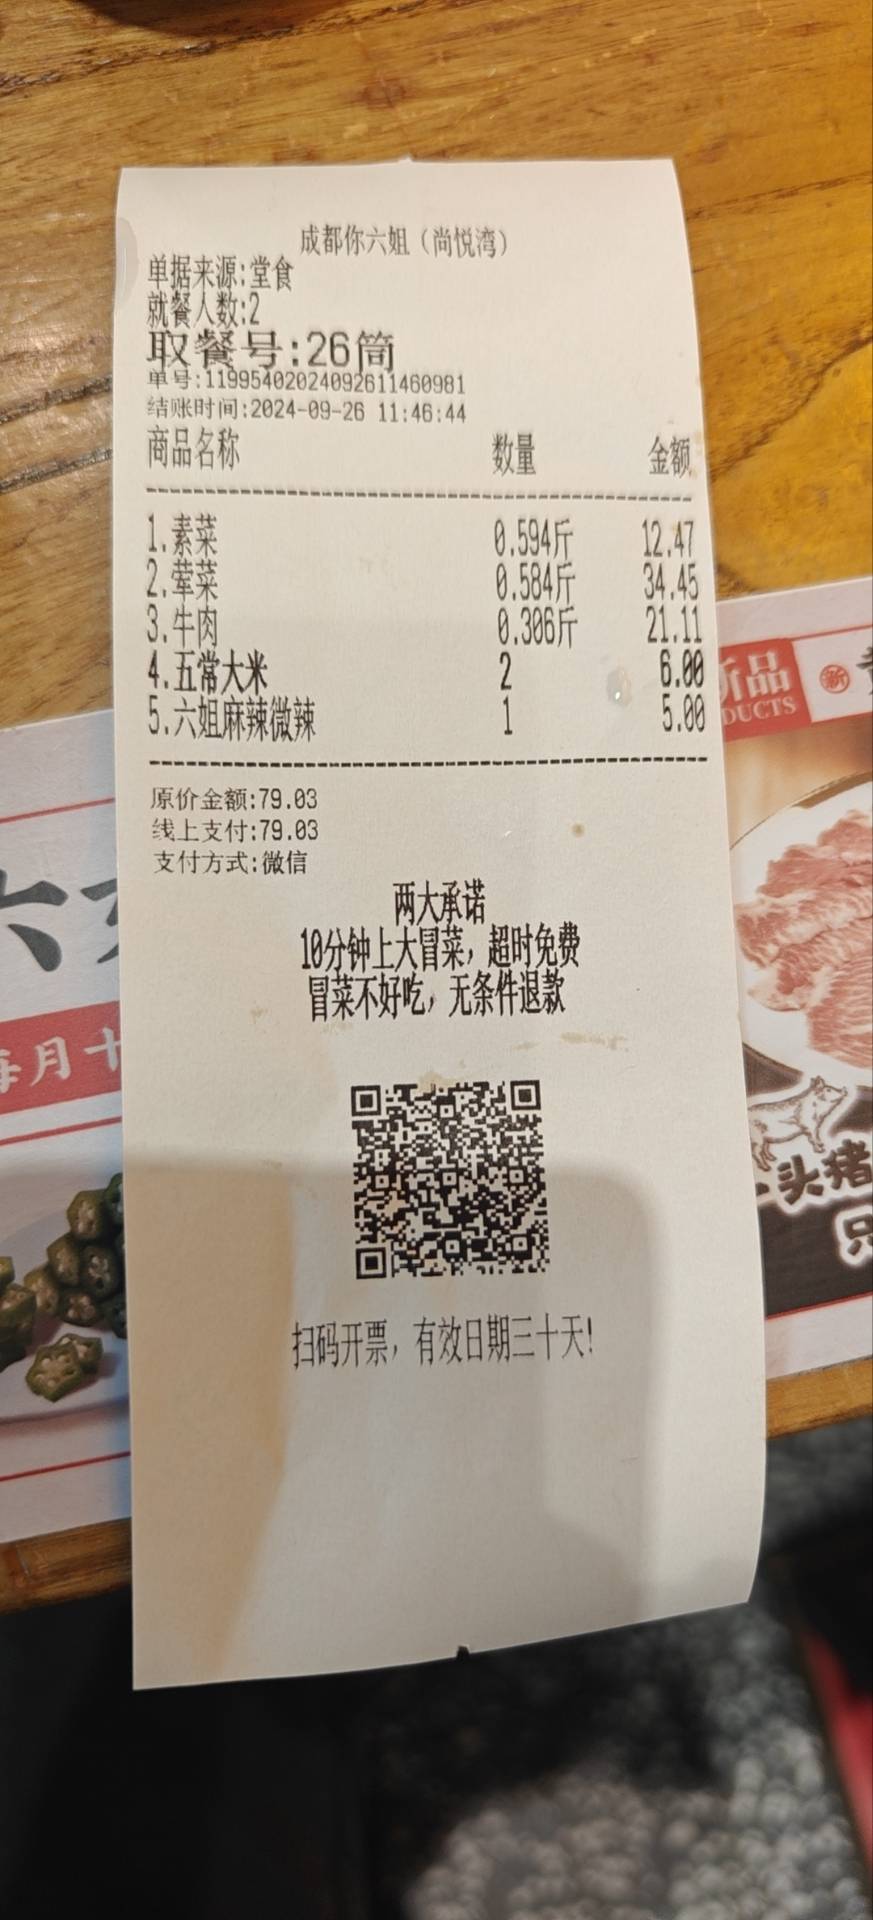 成都你六姐（尚悦湾）
单据来源:堂食
就餐人数:2
取餐号:26筒
单号:11995402024092611460981
结账时间:2024-09-26 11:46:44
商品名称 数量 金额
1.素菜 0.594斤 12.47
2.荤菜 0.584斤 34.45
3.牛肉 0.306斤 21.11
4.五常大米 2 6.00
5.六姐麻辣微辣 1 5.00
原价金额:79.03
线上支付:79.03
支付方式:微信
两大承诺
10分钟上大冒菜，超时免费
冒菜不好吃，无条件退款
扫码开票，有效日期三十天!
六
每月十
新品
新
DUCTS
头猪
只